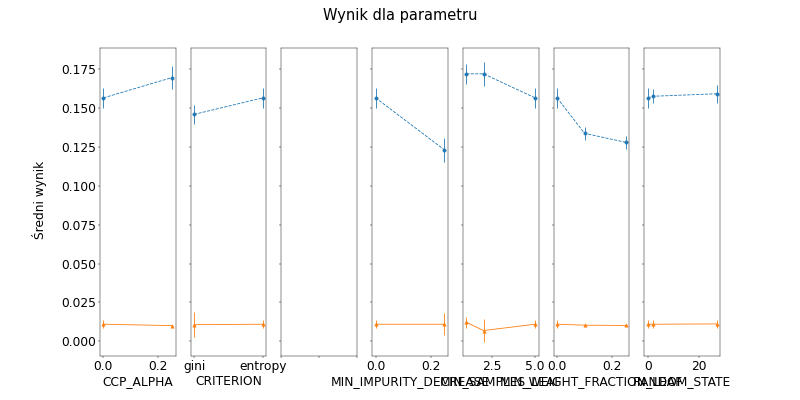 Wynik dla parametru
Średni wynik
0.175
0.150
0.125
0.100
0.075
0.050
0.025
0.000
0.0 0.2
CCP_ALPHA
gini entropy
CRITERION
0.0 0.2
MIN_IMPURITY_DECREASE
2.5 5.0
MIN_SAMPLES_LEAF
0.0 0.2
MIN_WEIGHT_FRACTION_LEAF
0 20
RANDOM_STATE